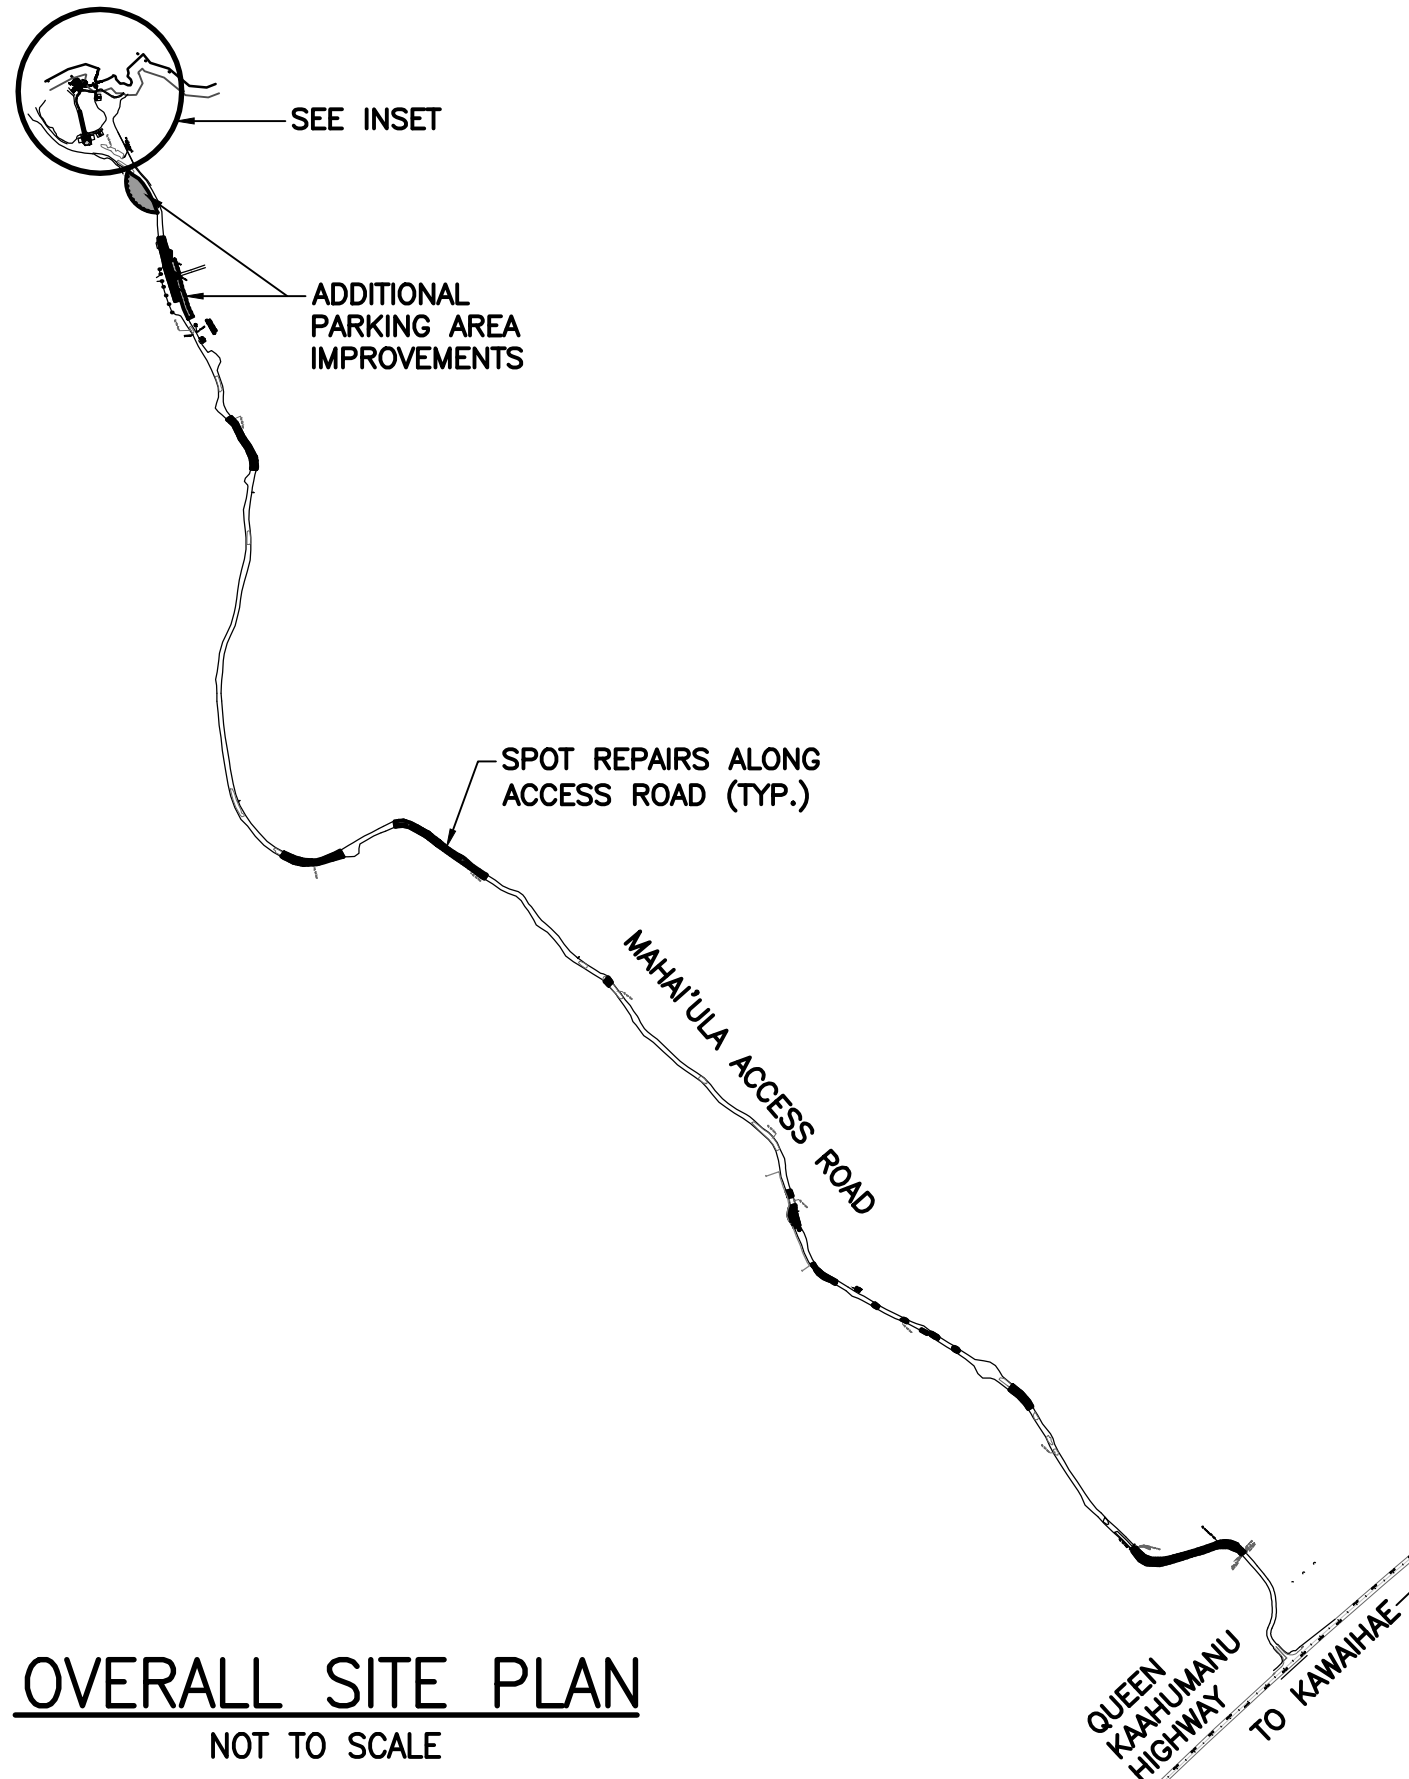 SEE INSET
ADDITIONAL
PARKING AREA
IMPROVEMENTS
SPOT REPAIRS ALONG
ACCESS ROAD (TYP.)
MAHAI'ULA ACCESS ROAD
QUEEN
KAAHUMANU
HIGHWAY
TO KAWAIHAE
OVERALL SITE PLAN
NOT TO SCALE